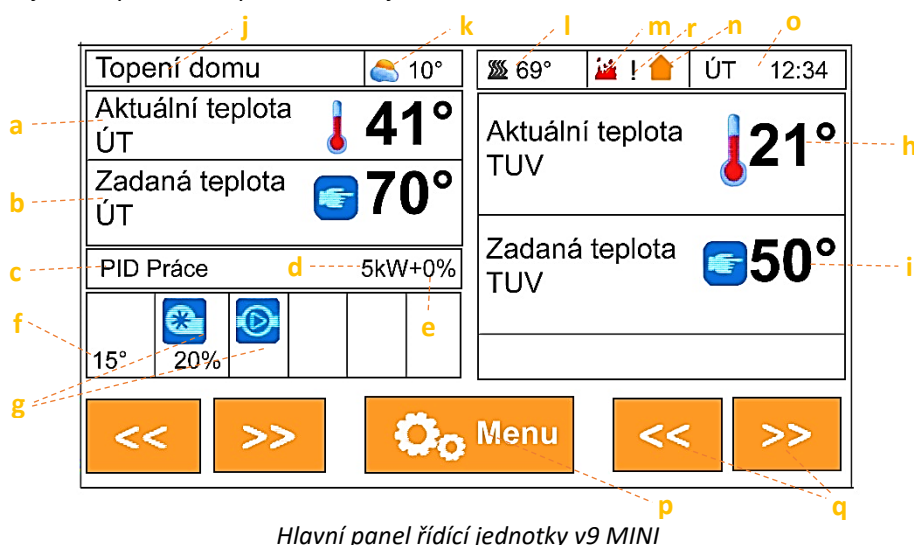 j k l m r n o
Topení domu 10° 69° ! ÚT 12:34
a Aktuální teplota
ÚT 41°
b Zadaná teplota
ÚT 70°
c PID Práce d 5kW+0%
e
f 15° 20%
g
Aktuální teplota
TUV 21° h
Zadaná teplota
TUV 50° i
<< >> Menu << >>
p q
Hlavní panel řídící jednotky v9 MINI